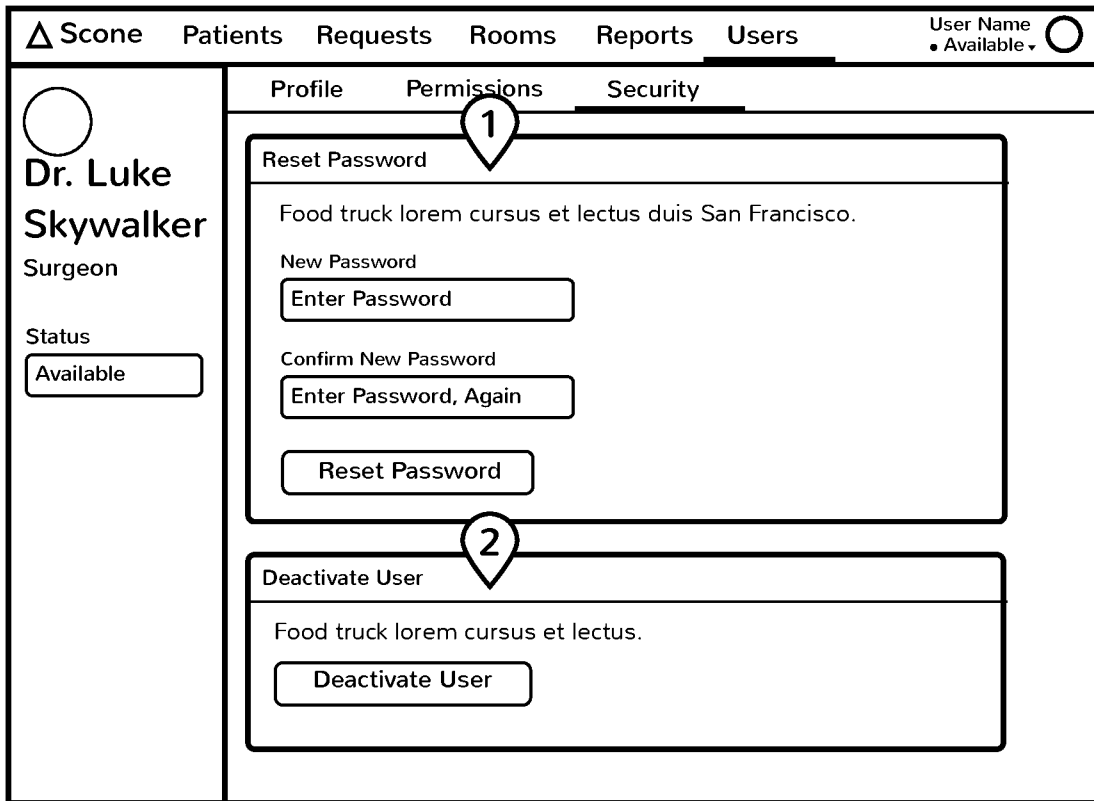 Scone Patients Requests Rooms Reports Users User Name
• Available
Profile Permissions Security
Dr. Luke
Skywalker
Surgeon
Status
Available
1
Reset Password
Food truck lorem cursus et lectus duis San Francisco.
New Password
Enter Password
Confirm New Password
Enter Password, Again
Reset Password
2
Deactivate User
Food truck lorem cursus et lectus.
Deactivate User